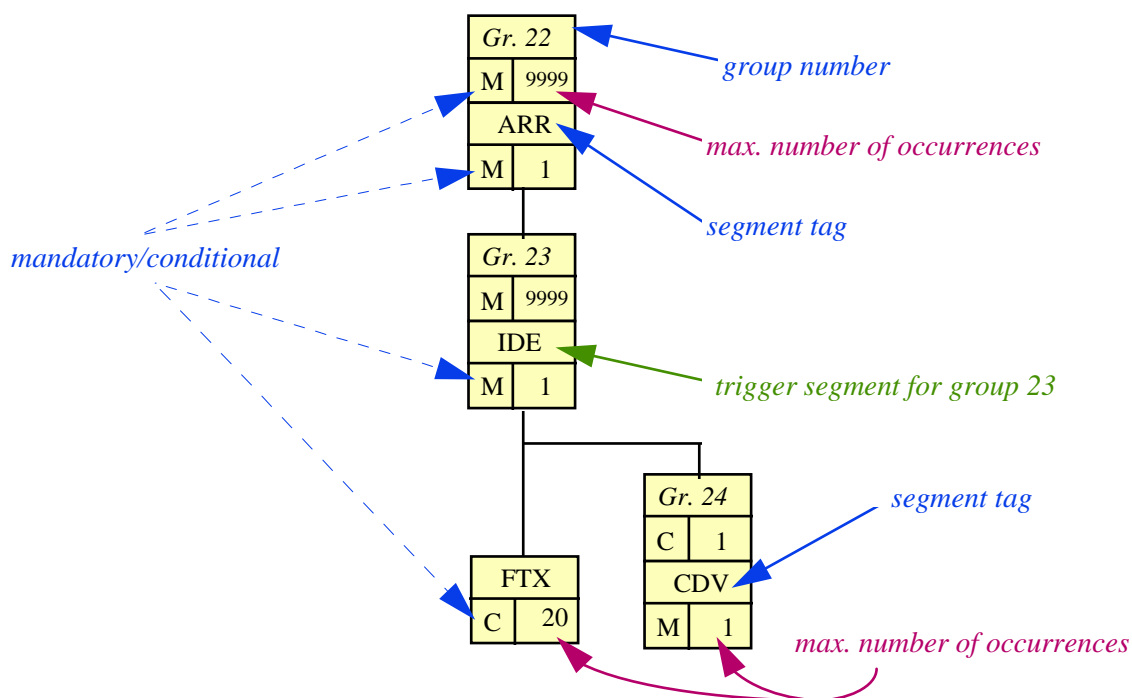 Gr. 22
group number
M 9999
ARR
max. number of occurrences
M 1
segment tag
mandatory/conditional
Gr. 23
M 9999
IDE
M 1
trigger segment for group 23
Gr. 24
segment tag
C 1
FTX
CDV
C 20
M 1
max. number of occurrences